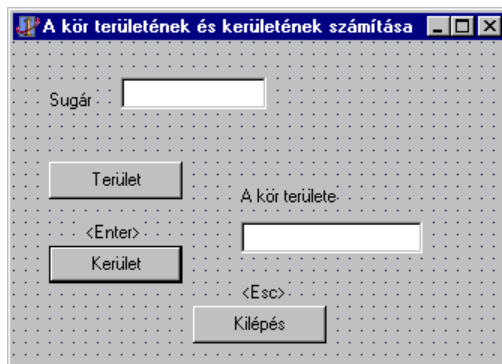 A kör területének és kerületének számítása
Sugár
Terület
A kör területe
<Enter>
Kerület
<Esc>
Kilépés